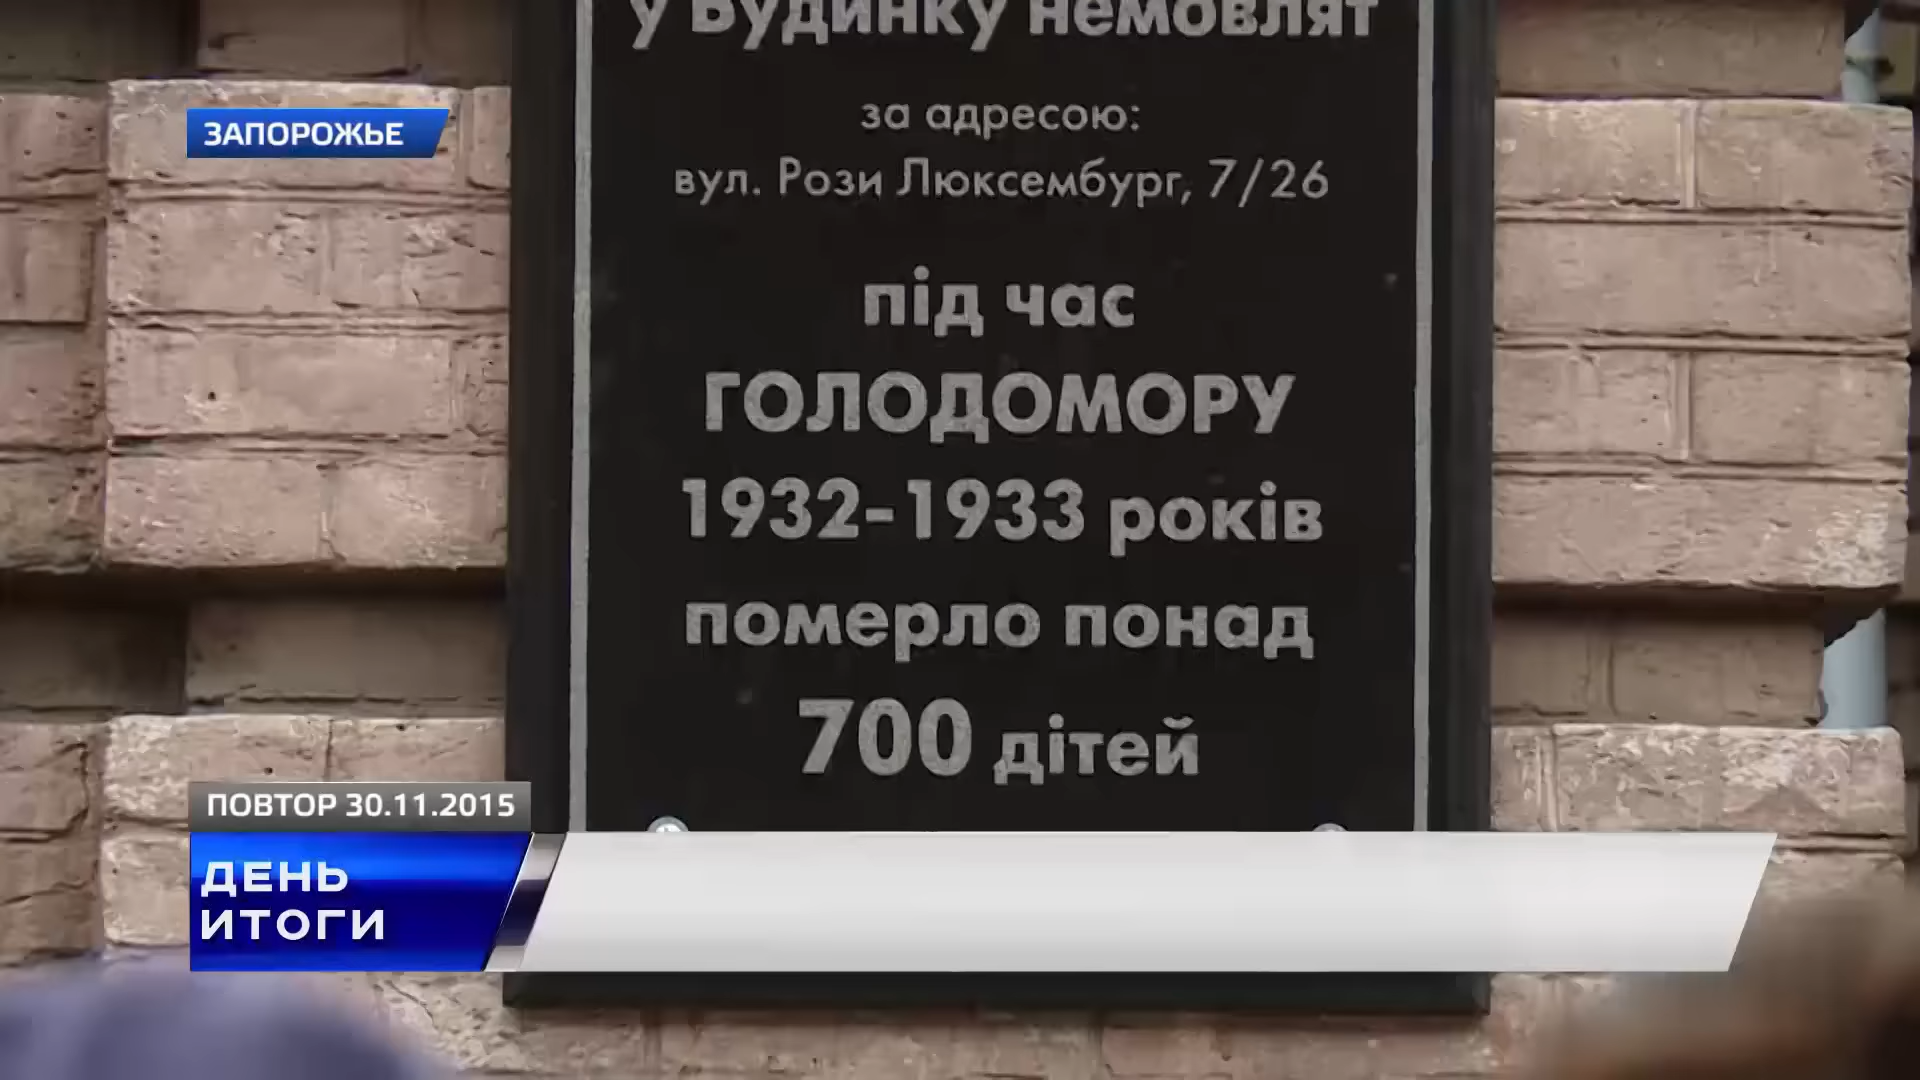 у Будинку немовлят
за адресою:
вул. Рози Люксембург, 7/26
під час
ГОЛОДОМОРУ
1932-1933 років
померло понад
700 дітей
ЗАПОРОЖЬЕ
ПОВТОР 30.11.2015
ДЕНЬ
ИТОГИ